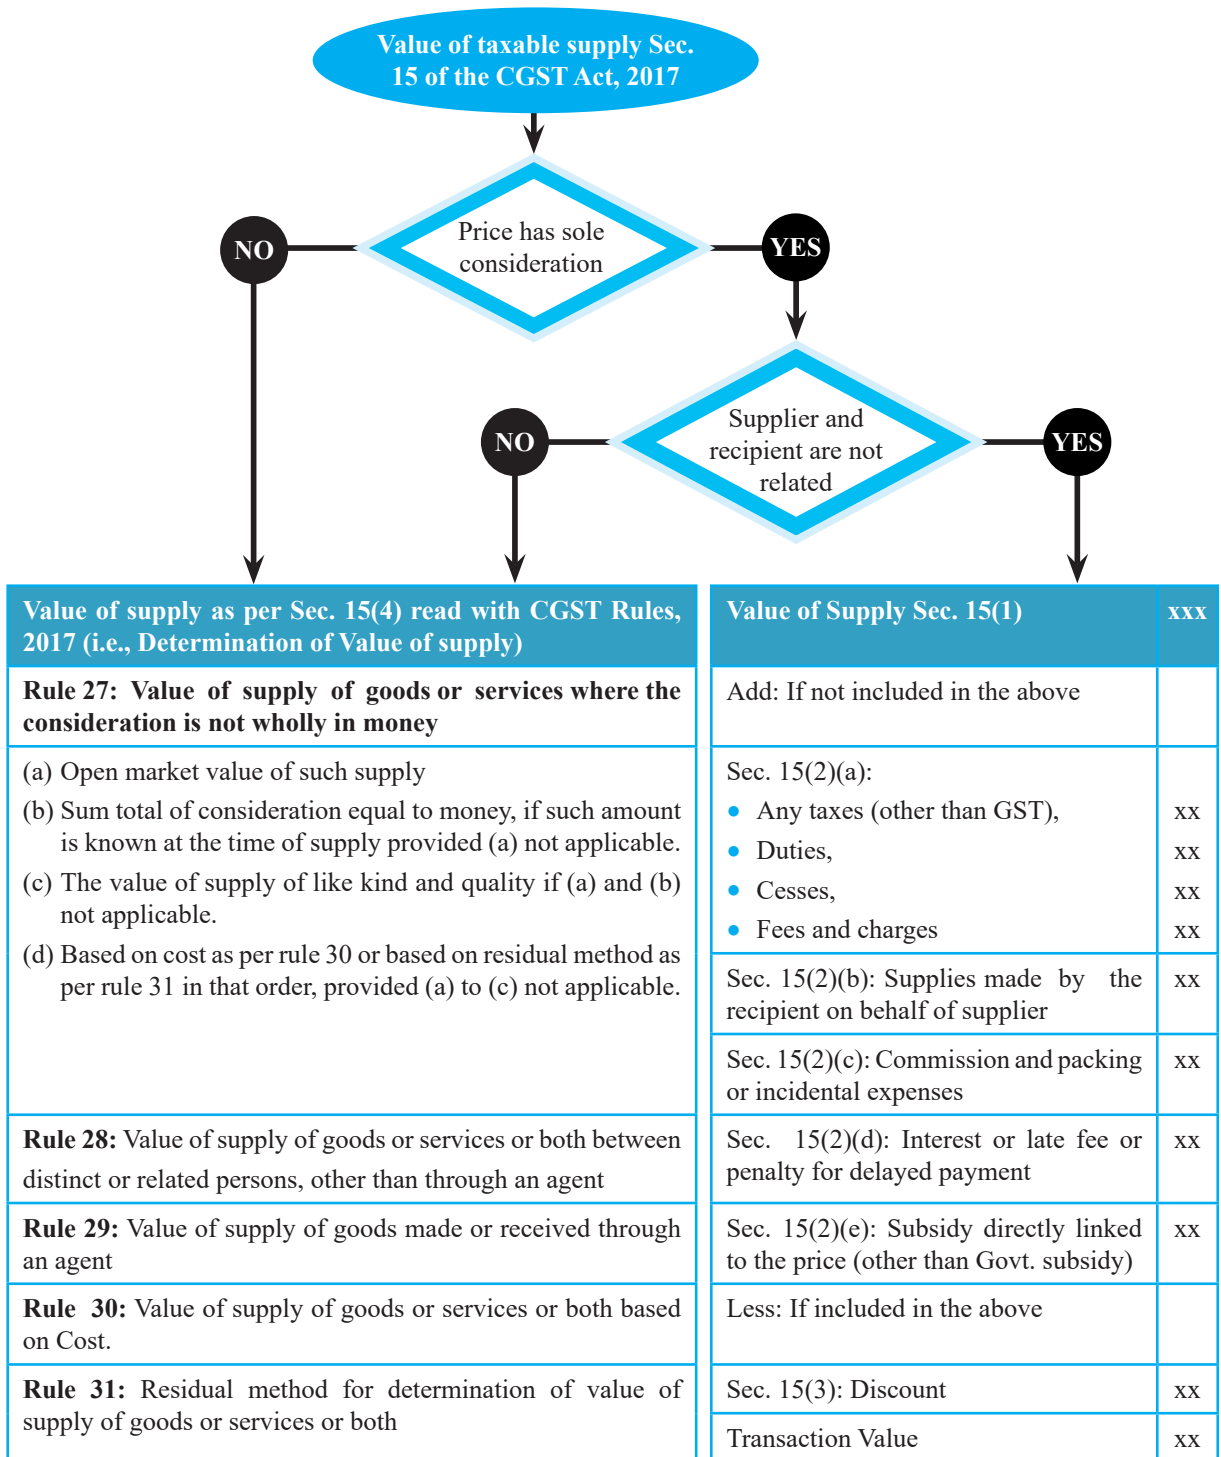 Value of taxable supply Sec.
15 of the CGST Act, 2017
Price has sole
consideration
NO
YES
Supplier and
recipient are not
related
NO
YES
Value of supply as per Sec. 15(4) read with CGST Rules,
2017 (i.e., Determination of Value of supply)
Rule 27: Value of supply of goods or services where the
consideration is not wholly in money
(a) Open market value of such supply
(b) Sum total of consideration equal to money, if such amount
is known at the time of supply provided (a) not applicable.
(c) The value of supply of like kind and quality if (a) and (b)
not applicable.
(d) Based on cost as per rule 30 or based on residual method as
per rule 31 in that order, provided (a) to (c) not applicable.
Rule 28: Value of supply of goods or services or both between
distinct or related persons, other than through an agent
Rule 29: Value of supply of goods made or received through
an agent
Rule 30: Value of supply of goods or services or both based
on Cost.
Rule 31: Residual method for determination of value of
supply of goods or services or both
Value of Supply Sec. 15(1) xxx
Add: If not included in the above
Sec. 15(2)(a):
• Any taxes (other than GST), xx
• Duties, xx
• Cesses, xx
• Fees and charges xx
Sec. 15(2)(b): Supplies made by the xx
recipient on behalf of supplier
Sec. 15(2)(c): Commission and packing xx
or incidental expenses
Sec. 15(2)(d): Interest or late fee or xx
penalty for delayed payment
Sec. 15(2)(e): Subsidy directly linked xx
to the price (other than Govt. subsidy)
Less: If included in the above
Sec. 15(3): Discount xx
Transaction Value xx